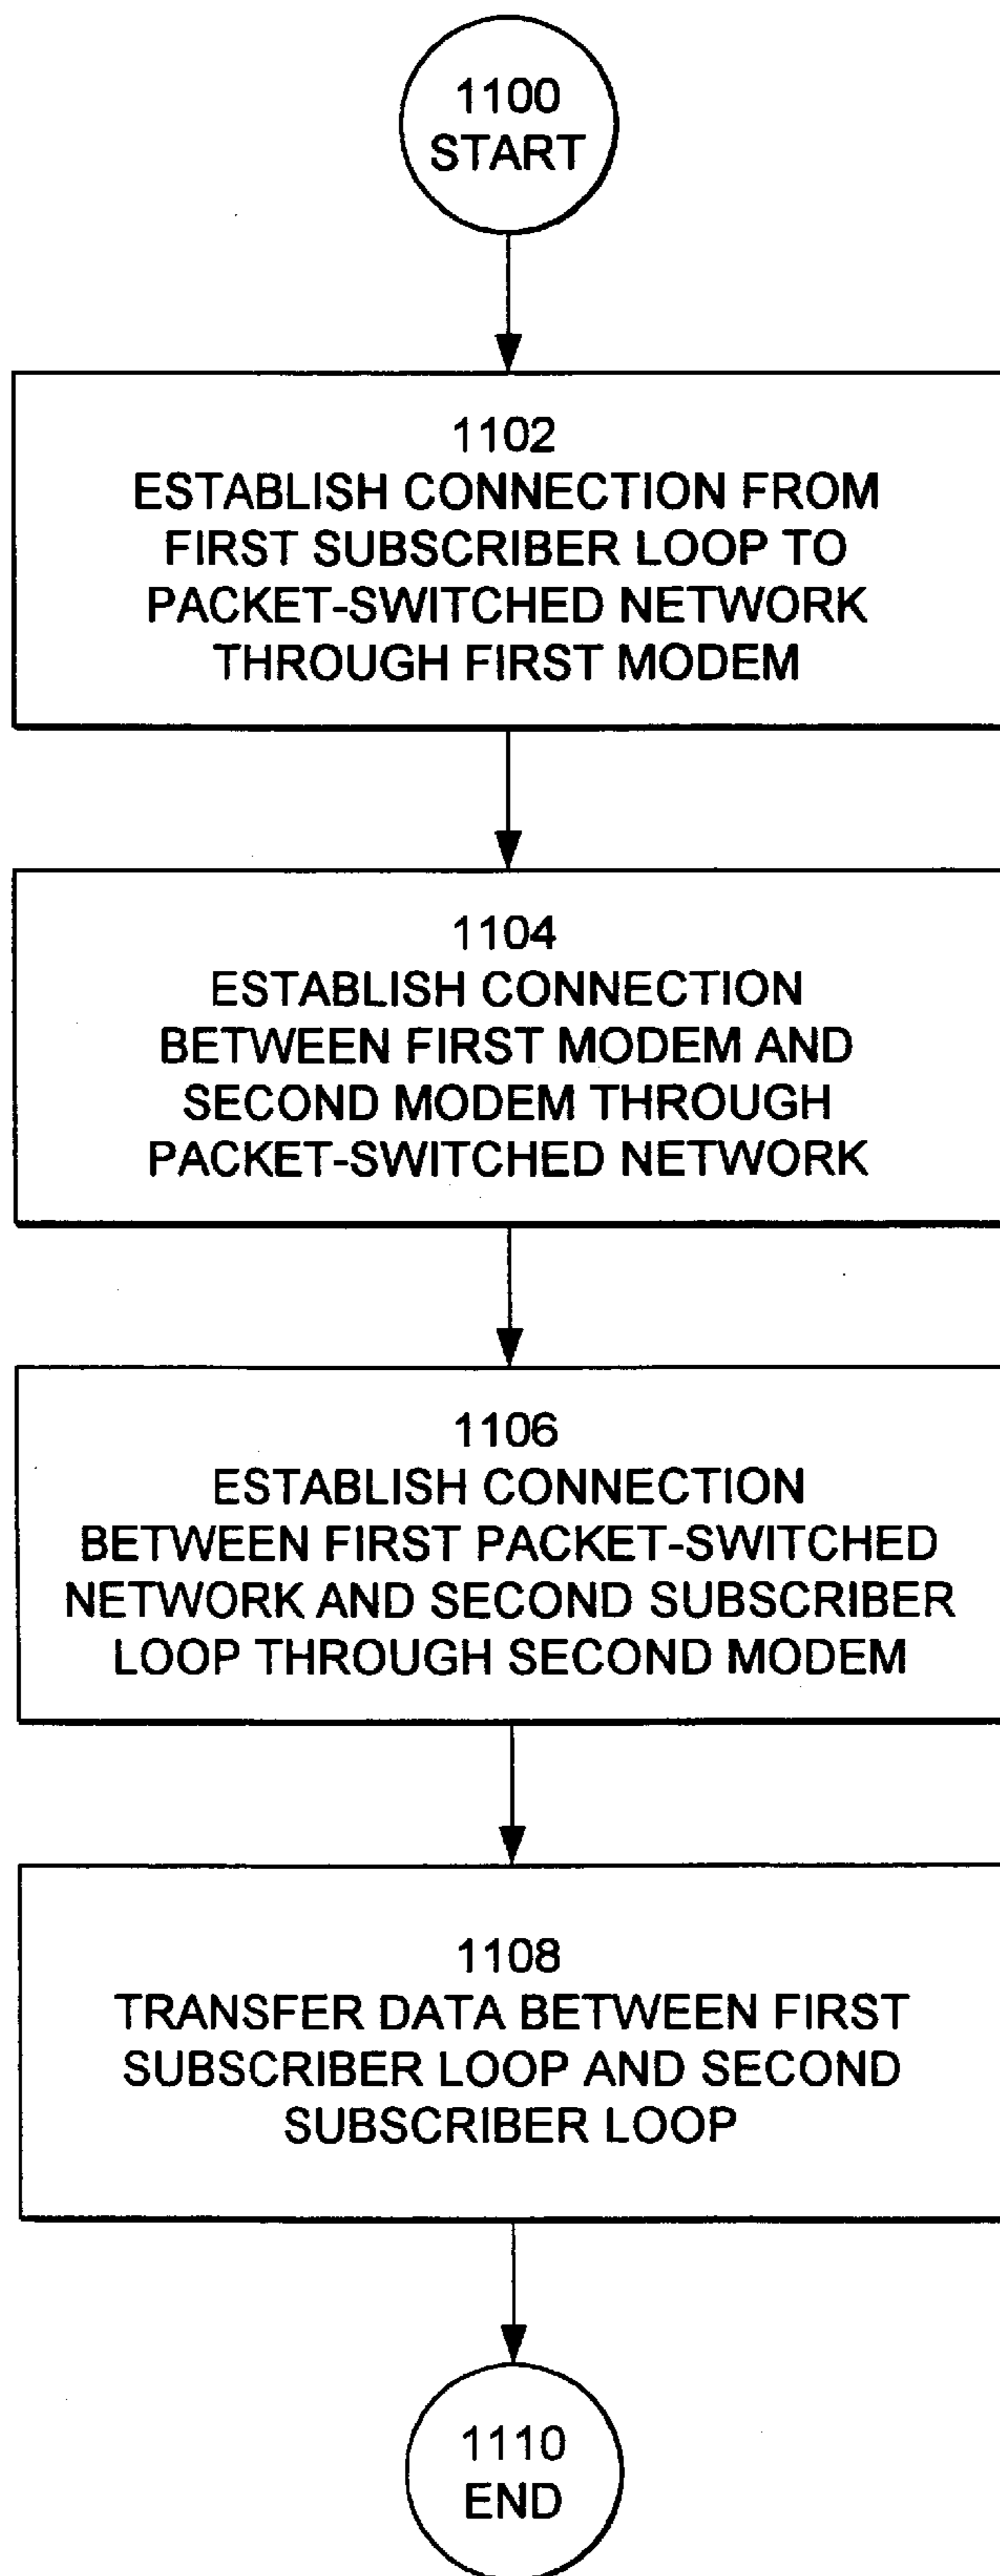 1100
START
1102
ESTABLISH CONNECTION FROM
FIRST SUBSCRIBER LOOP TO
PACKET-SWITCHED NETWORK
THROUGH FIRST MODEM
1104
ESTABLISH CONNECTION
BETWEEN FIRST MODEM AND
SECOND MODEM THROUGH
PACKET-SWITCHED NETWORK
1106
ESTABLISH CONNECTION
BETWEEN FIRST PACKET-SWITCHED
NETWORK AND SECOND SUBSCRIBER
LOOP THROUGH SECOND MODEM
1108
TRANSFER DATA BETWEEN FIRST
SUBSCRIBER LOOP AND SECOND
SUBSCRIBER LOOP
1110
END